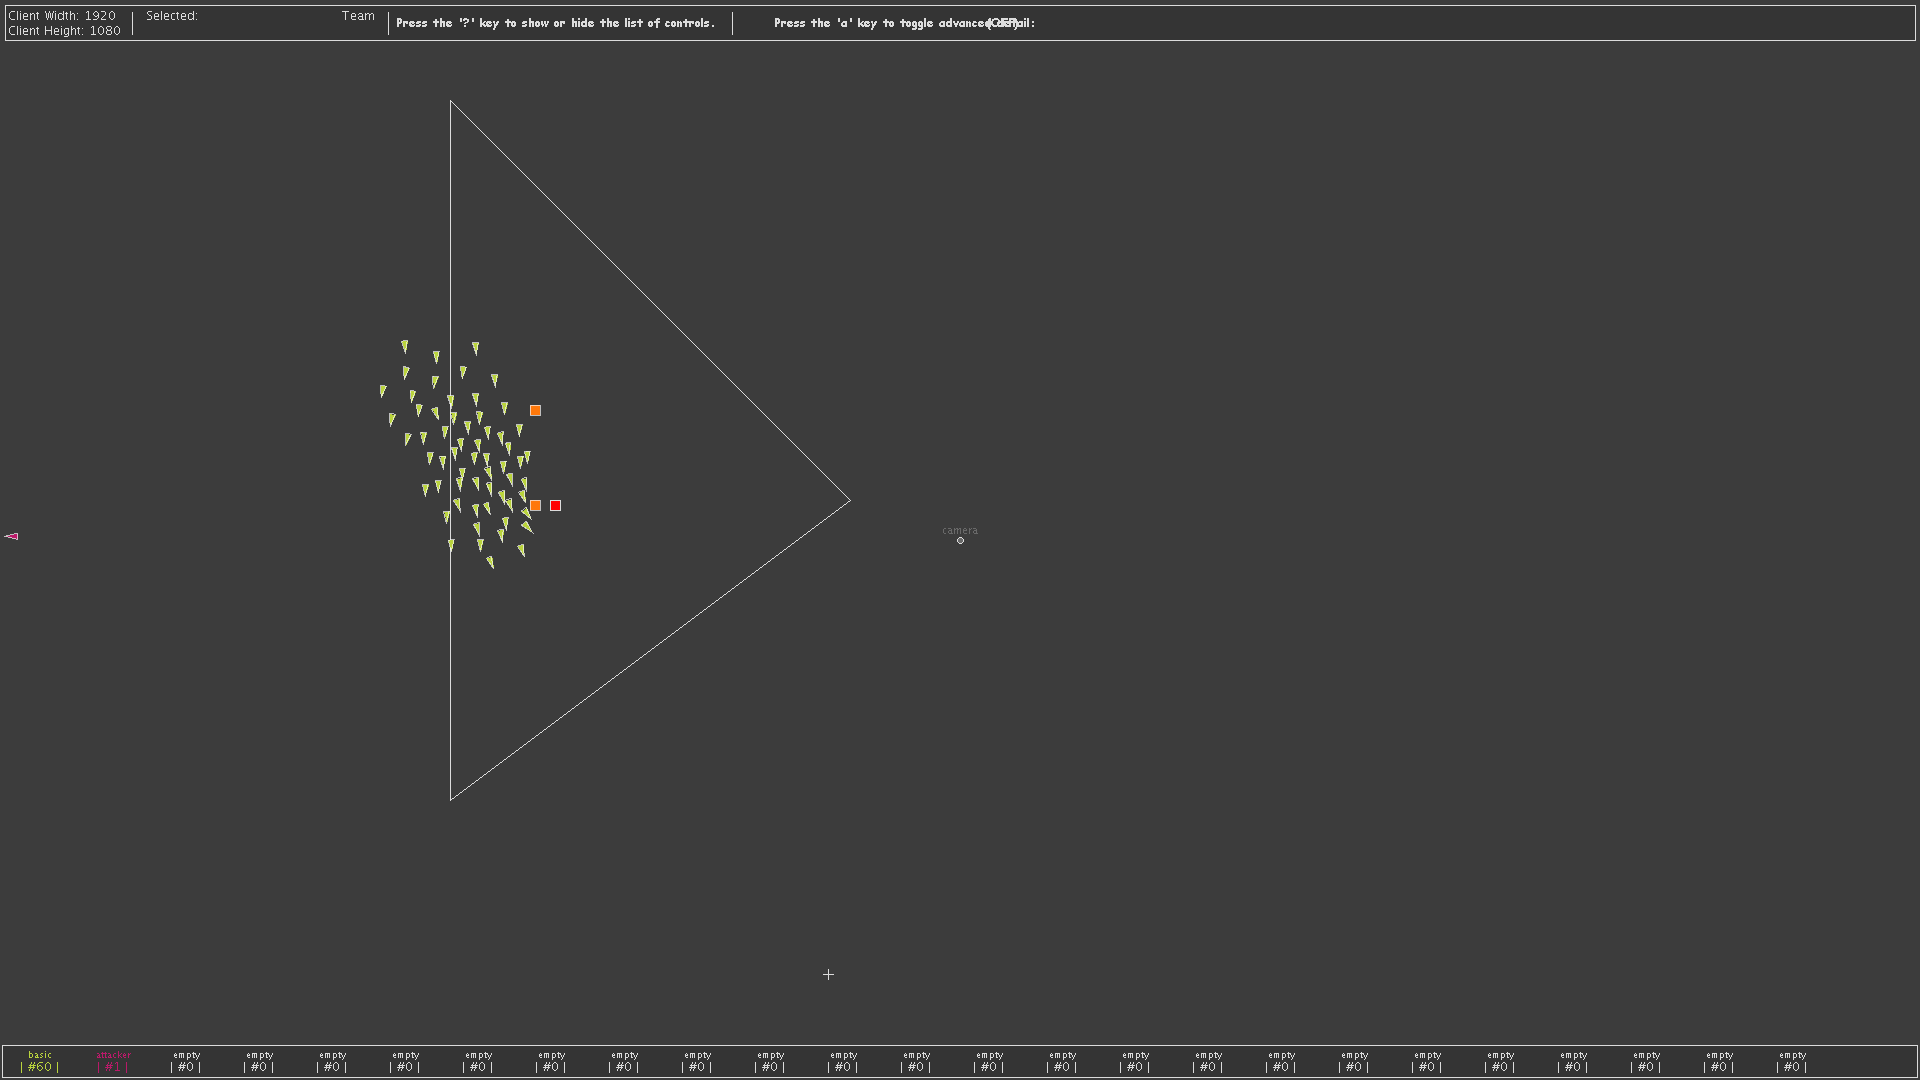 Client Width: 1920
Client Height: 1080
Selected:
Team
Press the '?' key to show or hide the list of controls.
Press the 'a' key to toggle advanced detail:
(OFF)
camera
basic
| #60 |
attacker
| #1 |
empty
| #0 |
empty
| #0 |
empty
| #0 |
empty
| #0 |
empty
| #0 |
empty
| #0 |
empty
| #0 |
empty
| #0 |
empty
| #0 |
empty
| #0 |
empty
| #0 |
empty
| #0 |
empty
| #0 |
empty
| #0 |
empty
| #0 |
empty
| #0 |
empty
| #0 |
empty
| #0 |
empty
| #0 |
empty
| #0 |
empty
| #0 |
empty
| #0 |
empty
| #0 |